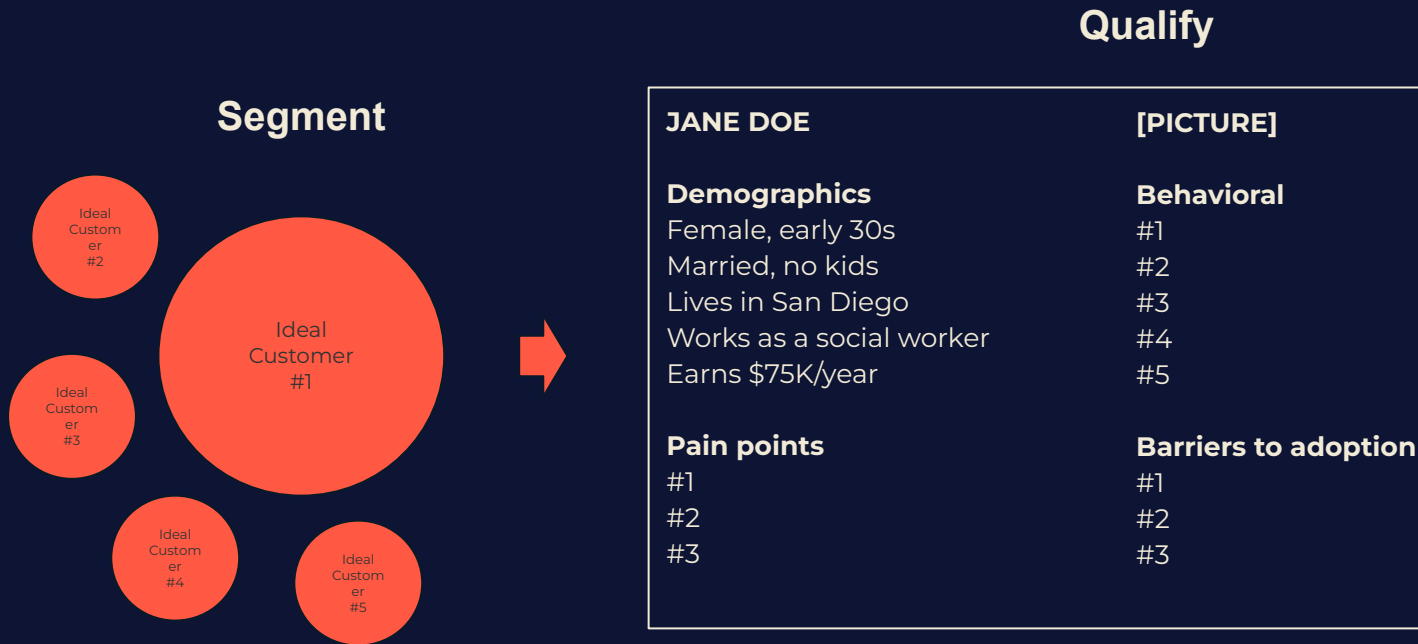 Qualify
Segment
Ideal
Custom
er
#2
Ideal
Customer
#1
Ideal
Custom
er
#3
Ideal
Custom
er
#4
Ideal
Custom
er
#5
JANE DOE
Demographics
Female, early 30s
Married, no kids
Lives in San Diego
Works as a social worker
Earns $75K/year
Pain points
#1
#2
#3
[PICTURE]
Behavioral
#1
#2
#3
#4
#5
Barriers to adoption
#1
#2
#3